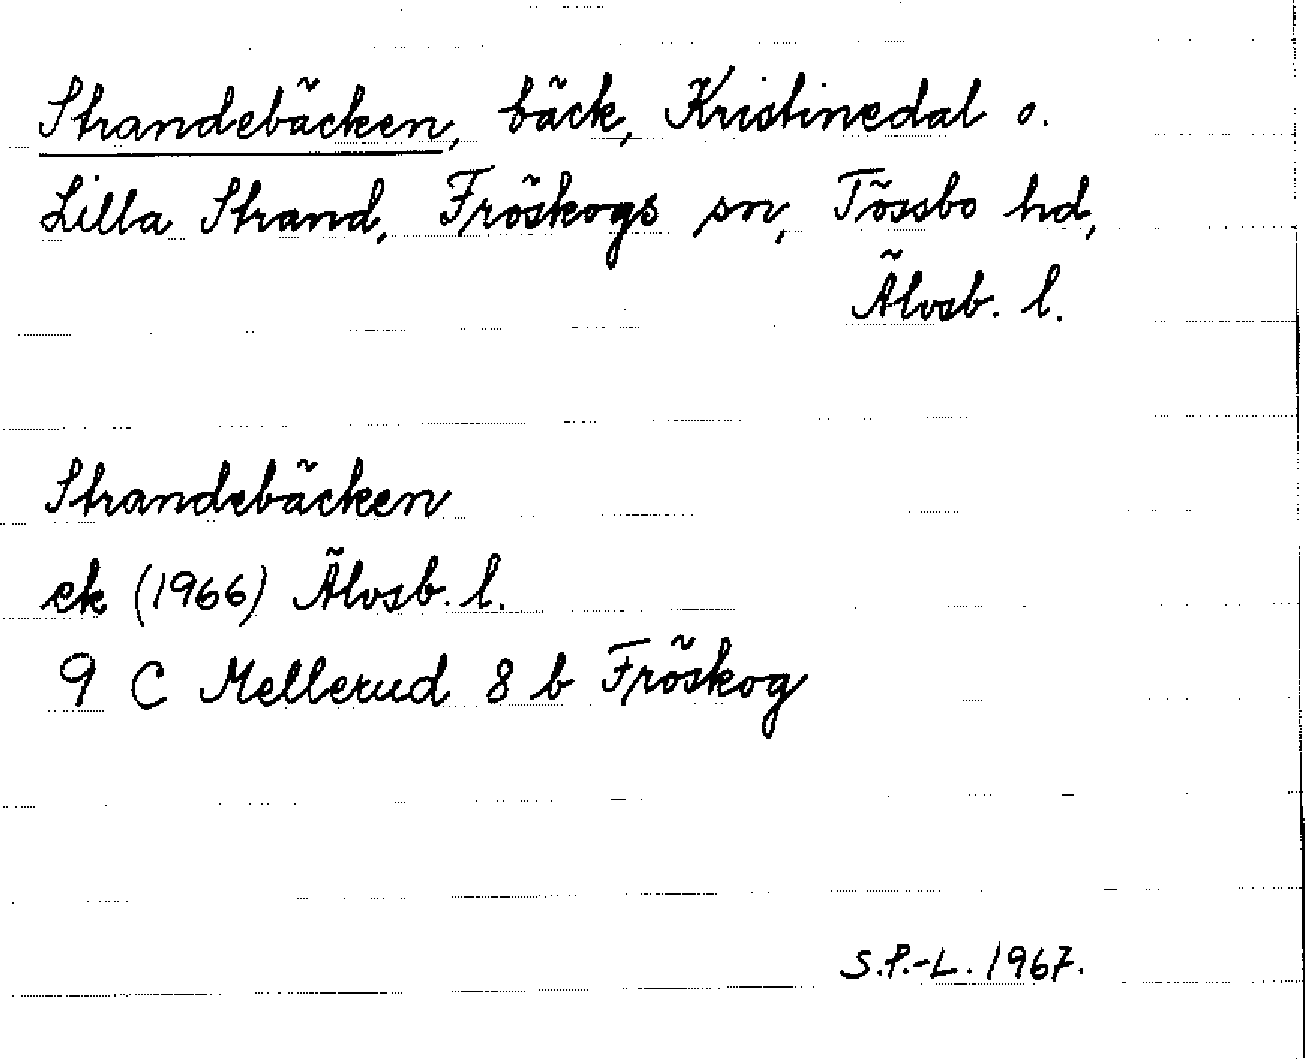 Strandebäcken, bäck, Kristinedal o.
Lilla Strand, Fröskogs sn, Tössbo hd,
Älvsb. l.
Strandebäcken
ek (1966) Älvsb. l.
9 C Mellerud 8 b Fröskog
S.P.-L. 1967.